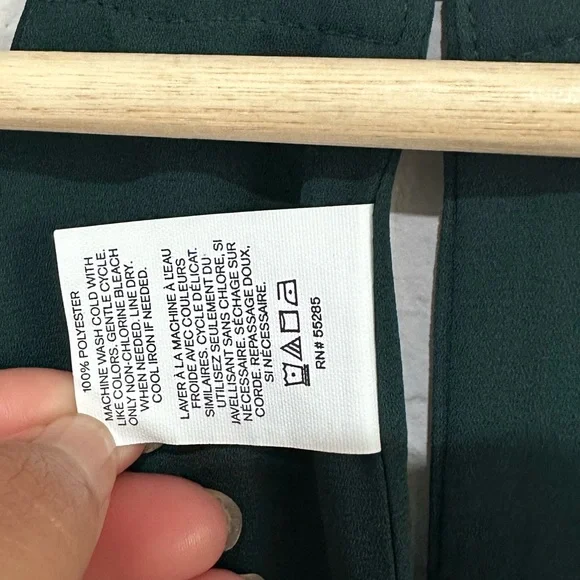 100% POLYESTER
MACHINE WASH COLD WITH
LIKE COLORS. GENTLE CYCLE.
ONLY NON-CHLORINE BLEACH
WHEN NEEDED. LINE DRY.
COOL IRON IF NEEDED.
LAVER À LA MACHINE À L'EAU
FROIDE AVEC COULEURS
SIMILAIRES. CYCLE DÉLICAT.
UTILISEZ SEULEMENT DU
JAVELLISANT SANS CHLORE, SI
NÉCESSAIRE. SÉCHAGE SUR
CORDE. REPASSAGE DOUX,
SI NÉCESSAIRE.
RN# 55285